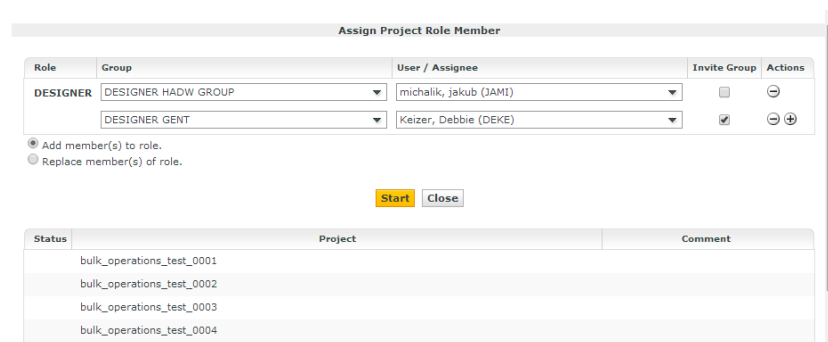 Assign Project Role Member
Role Group User / Assignee Invite Group Actions
DESIGNER DESIGNER HADW GROUP michalik, jakub (JAMI)
DESIGNER GENT Keizer, Debbie (DEKE)
Add member(s) to role.
Replace member(s) of role.
Start Close
Status Project Comment
bulk_operations_test_0001
bulk_operations_test_0002
bulk_operations_test_0003
bulk_operations_test_0004